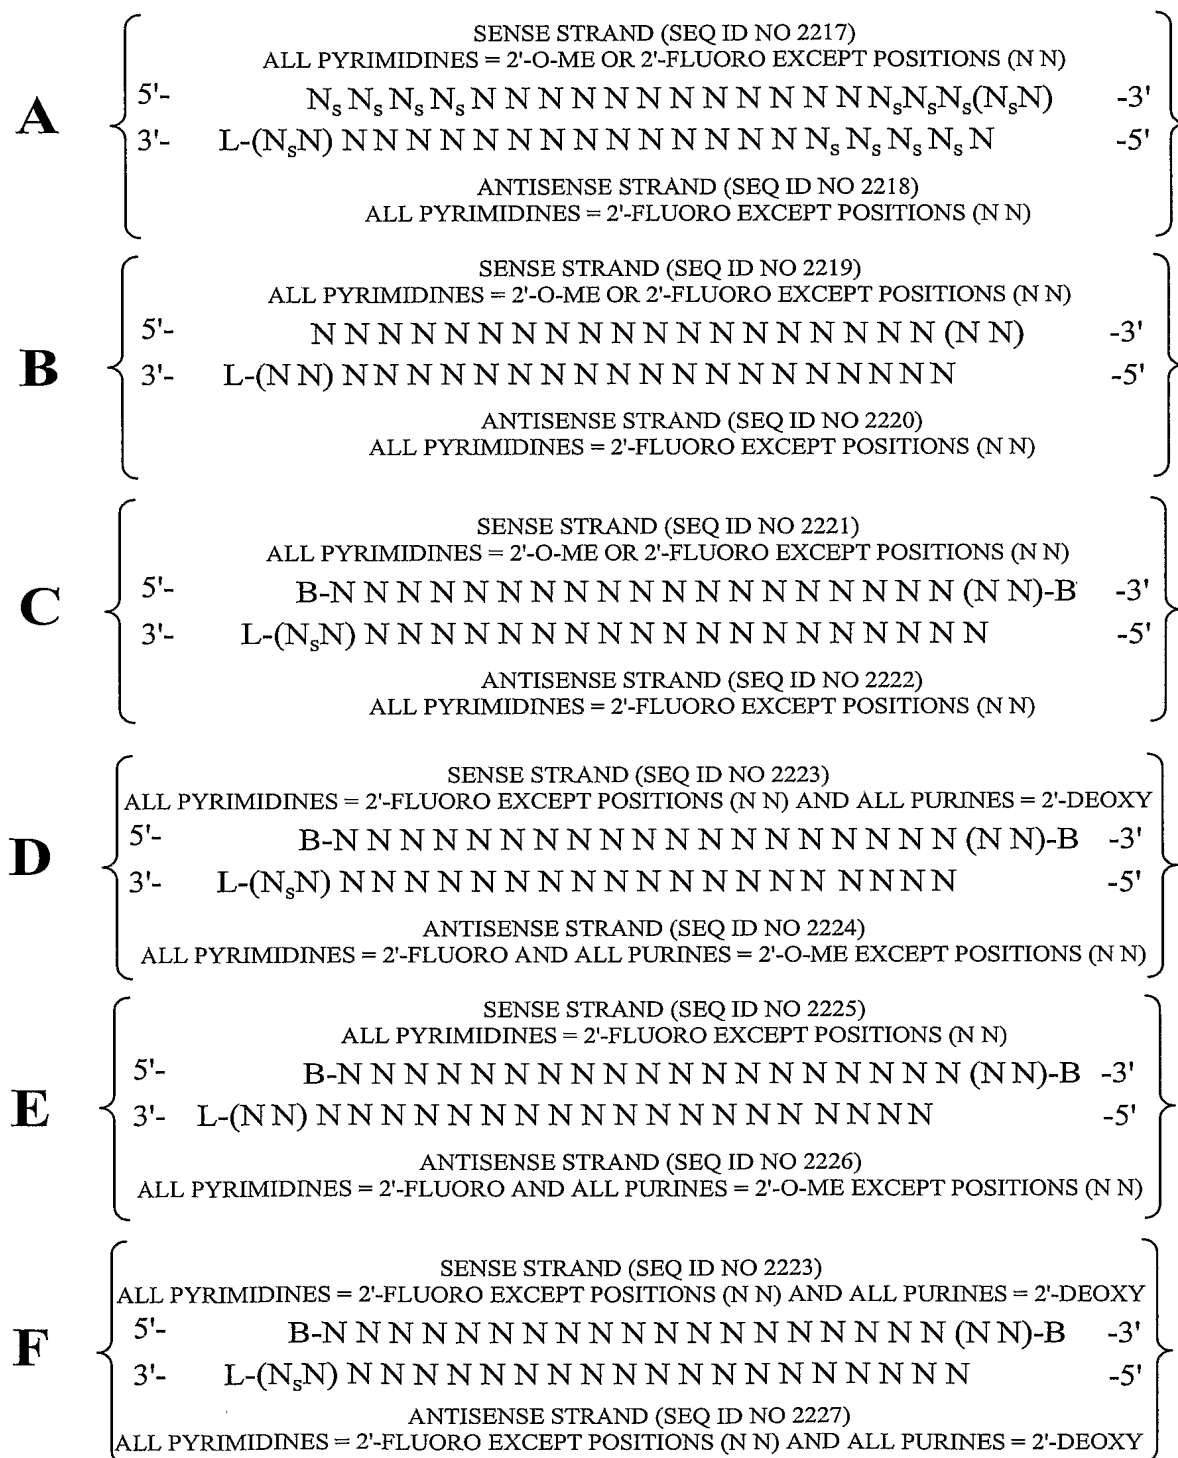 A
SENSE STRAND (SEQ ID NO 2217)
ALL PYRIMIDINES = 2'-O-ME OR 2'-FLUORO EXCEPT POSITIONS (N N)
5'- NsNsNsNsN N N N N N N N N N N N NsNsNs(NsN) -3'
3'- L-(NsN) N N N N N N N N N N N N N N NsNsNsNsN -5'
ANTISENSE STRAND (SEQ ID NO 2218)
ALL PYRIMIDINES = 2'-FLUORO EXCEPT POSITIONS (N N)
B
SENSE STRAND (SEQ ID NO 2219)
ALL PYRIMIDINES = 2'-O-ME OR 2'-FLUORO EXCEPT POSITIONS (N N)
5'- N N N N N N N N N N N N N N N N N N N (N N) -3'
3'- L-(N N) N N N N N N N N N N N N N N N N N N N -5'
ANTISENSE STRAND (SEQ ID NO 2220)
ALL PYRIMIDINES = 2'-FLUORO EXCEPT POSITIONS (N N)
C
SENSE STRAND (SEQ ID NO 2221)
ALL PYRIMIDINES = 2'-O-ME OR 2'-FLUORO EXCEPT POSITIONS (N N)
5'- B-N N N N N N N N N N N N N N N N N N N (N N)-B -3'
3'- L-(NsN) N N N N N N N N N N N N N N N N N N N -5'
ANTISENSE STRAND (SEQ ID NO 2222)
ALL PYRIMIDINES = 2'-FLUORO EXCEPT POSITIONS (N N)
D
SENSE STRAND (SEQ ID NO 2223)
ALL PYRIMIDINES = 2'-FLUORO EXCEPT POSITIONS (N N) AND ALL PURINES = 2'-DEOXY
5'- B-N N N N N N N N N N N N N N N N N N N (N N)-B -3'
3'- L-(NsN) N N N N N N N N N N N N N N N N N N N -5'
ANTISENSE STRAND (SEQ ID NO 2224)
ALL PYRIMIDINES = 2'-FLUORO AND ALL PURINES = 2'-O-ME EXCEPT POSITIONS (N N)
E
SENSE STRAND (SEQ ID NO 2225)
ALL PYRIMIDINES = 2'-FLUORO EXCEPT POSITIONS (N N)
5'- B-N N N N N N N N N N N N N N N N N N N (N N)-B -3'
3'- L-(N N) N N N N N N N N N N N N N N N N N N N -5'
ANTISENSE STRAND (SEQ ID NO 2226)
ALL PYRIMIDINES = 2'-FLUORO AND ALL PURINES = 2'-O-ME EXCEPT POSITIONS (N N)
F
SENSE STRAND (SEQ ID NO 2223)
ALL PYRIMIDINES = 2'-FLUORO EXCEPT POSITIONS (N N) AND ALL PURINES = 2'-DEOXY
5'- B-N N N N N N N N N N N N N N N N N N N (N N)-B -3'
3'- L-(NsN) N N N N N N N N N N N N N N N N N N N -5'
ANTISENSE STRAND (SEQ ID NO 2227)
ALL PYRIMIDINES = 2'-FLUORO EXCEPT POSITIONS (N N) AND ALL PURINES = 2'-DEOXY